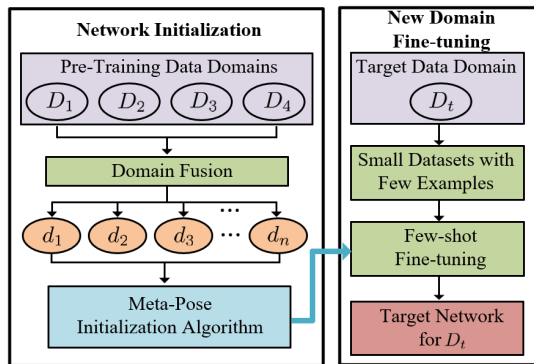 Network Initialization
Pre-Training Data Domains
D₁ D₂ D₃ D₄
Domain Fusion
d₁ d₂ d₃ ··· ··· dₙ
Meta-Pose
Initialization Algorithm
New Domain
Fine-tuning
Target Data Domain
Dₜ
Small Datasets with
Few Examples
Few-shot
Fine-tuning
Target Network
for Dₜ